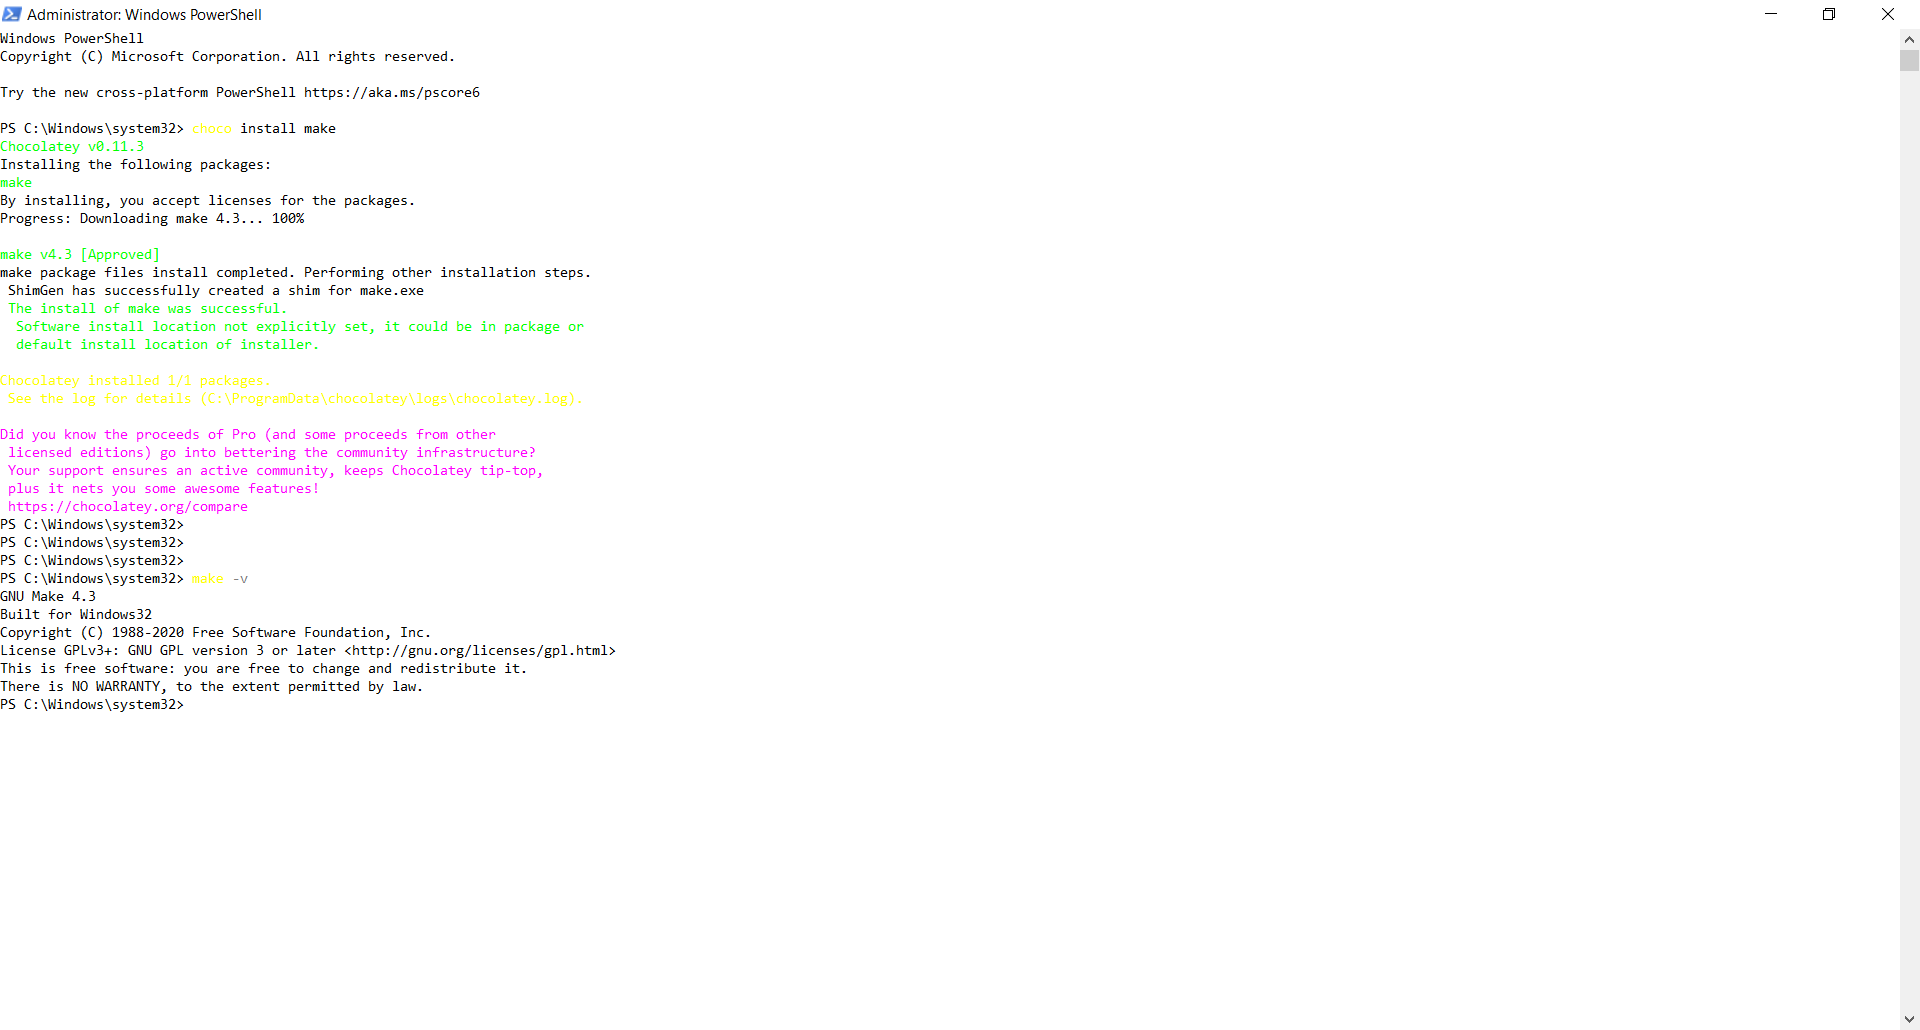 Administrator: Windows PowerShell
Windows PowerShell
Copyright (C) Microsoft Corporation. All rights reserved.
Try the new cross-platform PowerShell https://aka.ms/pscore6
PS C:\Windows\system32> choco install make
Chocolatey v0.11.3
Installing the following packages:
make
By installing, you accept licenses for the packages.
Progress: Downloading make 4.3... 100%
make v4.3 [Approved]
make package files install completed. Performing other installation steps.
ShimGen has successfully created a shim for make.exe
The install of make was successful.
Software install location not explicitly set, it could be in package or
default install location of installer.
Chocolatey installed 1/1 packages.
See the log for details (C:\ProgramData\chocolatey\logs\chocolatey.log).
Did you know the proceeds of Pro (and some proceeds from other
licensed editions) go into bettering the community infrastructure?
Your support ensures an active community, keeps Chocolatey tip-top,
plus it nets you some awesome features!
https://chocolatey.org/compare
PS C:\Windows\system32>
PS C:\Windows\system32>
PS C:\Windows\system32>
PS C:\Windows\system32> make -v
GNU Make 4.3
Built for Windows32
Copyright (C) 1988-2020 Free Software Foundation, Inc.
License GPLv3+: GNU GPL version 3 or later <http://gnu.org/licenses/gpl.html>
This is free software: you are free to change and redistribute it.
There is NO WARRANTY, to the extent permitted by law.
PS C:\Windows\system32>